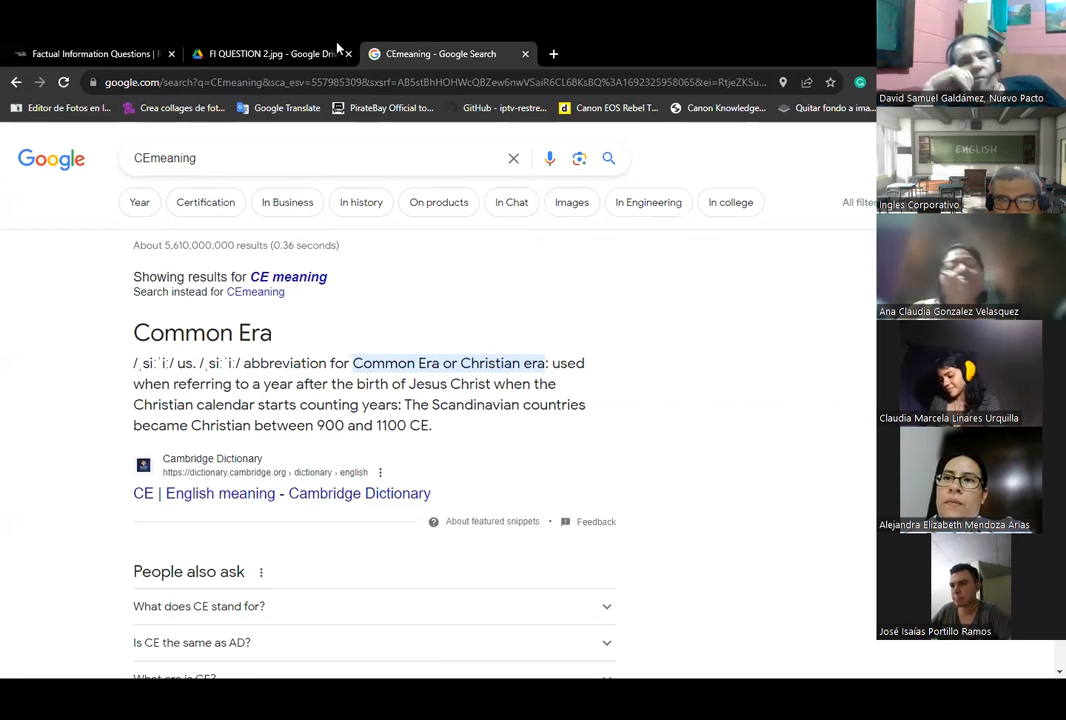 Factual Information Questions | F
FI QUESTION 2.jpg - Google Dri
CEmeaning - Google Search
google.com/search?q=CEmeaning&sca_esv=557985309&sxsrf=AB5stBhHOHWcQBZew6nwVSaiR6CL68KsBQ%3A1692325958065&ei=RtjeZKSu...
Editor de Fotos en l...
Crea collages de fot...
Google Translate
PirateBay Official to...
GitHub - iptv-restre...
Canon EOS Rebel T...
Canon Knowledge...
Quitar fondo a ima...
Google
CEmeaning
Year
Certification
In Business
In history
On products
In Chat
Images
In Engineering
In college
All filter
About 5,610,000,000 results (0.36 seconds)
Showing results for CE meaning
Search instead for CEmeaning
Common Era
/ˌsiːˈiː/ us. /ˌsiːˈiː/ abbreviation for Common Era or Christian era: used
when referring to a year after the birth of Jesus Christ when the
Christian calendar starts counting years: The Scandinavian countries
became Christian between 900 and 1100 CE.
Cambridge Dictionary
https://dictionary.cambridge.org › dictionary › english
CE | English meaning - Cambridge Dictionary
About featured snippets
•
Feedback
People also ask
What does CE stand for?
Is CE the same as AD?
What era is CE?
David Samuel Galdámez, Nuevo Pacto
ENGLISH
Ingles Corporativo
Ana Claudia Gonzalez Velasquez
Claudia Marcela Linares Urquilla
Alejandra Elizabeth Mendoza Arias
José Isaías Portillo Ramos